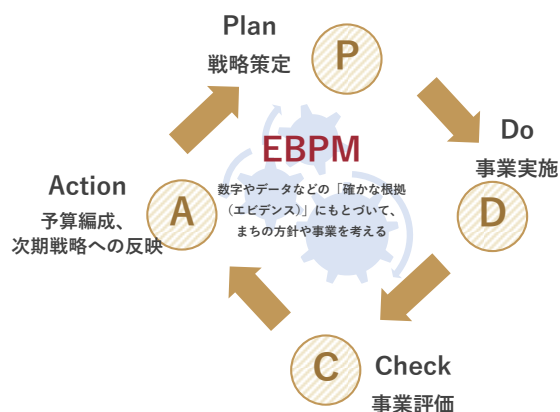 Plan
戦略策定
P
Do
事業実施
D
EBPM
数字やデータなどの「確かな根拠
（エビデンス）」にもとづいて、
まちの方針や事業を考える
Action
予算編成、
次期戦略への反映
A
C
Check
事業評価